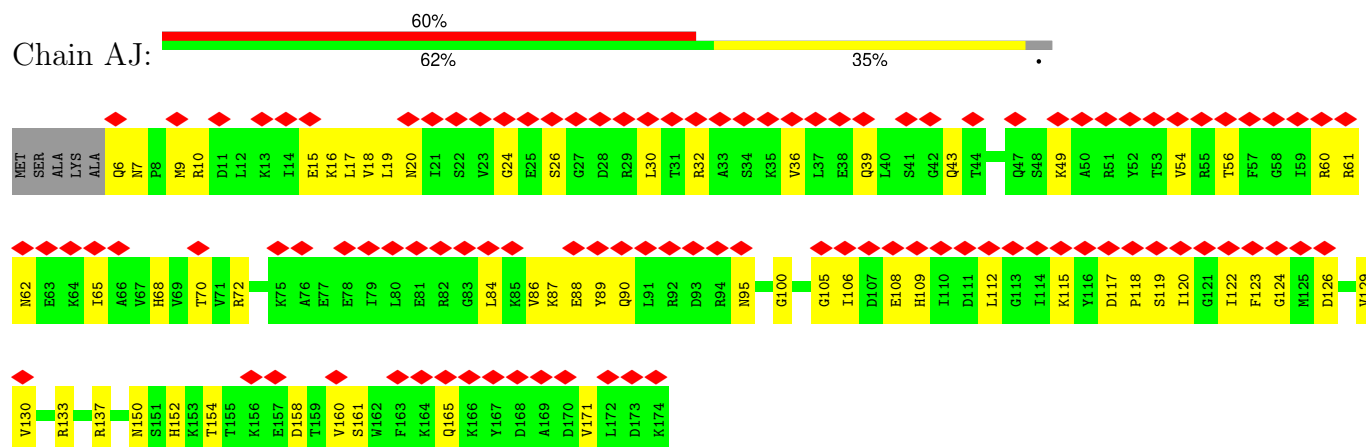 60%
Chain AJ:
62% 35% •
MET SER ALA LYS ALA Q6 N7 P8 M9 R10 D11 L12 K13 I14 E15 K16 L17 V18 L19 N20 I21 S22 V23 G24 E25 S26 G27 D28 R29 L30 T31 R32 A33 S34 K35 V36 L37 E38 Q39 L40 S41 G42 Q43 T44 Q47 S48 K49 A50 R51 Y52 T53 V54 R55 T56 F57 G58 I59 R60 R61
N62 E63 K64 I65 A66 V67 H68 V69 T70 V71 R72 K75 A76 E77 E78 I79 L80 E81 R82 G83 L84 K85 V86 K87 E88 Y89 Q90 L91 R92 D93 R94 N95 G100 G105 I106 D107 E108 H109 I110 D111 L112 G113 I114 K115 Y116 D117 P118 S119 I120 G121 I122 F123 G124 M125 D126 V129
V130 R133 R137 N150 S151 H152 K153 T154 T155 K156 E157 D158 T159 V160 S161 W162 F163 K164 Q165 K166 Y167 D168 A169 D170 V171 L172 D173 K174